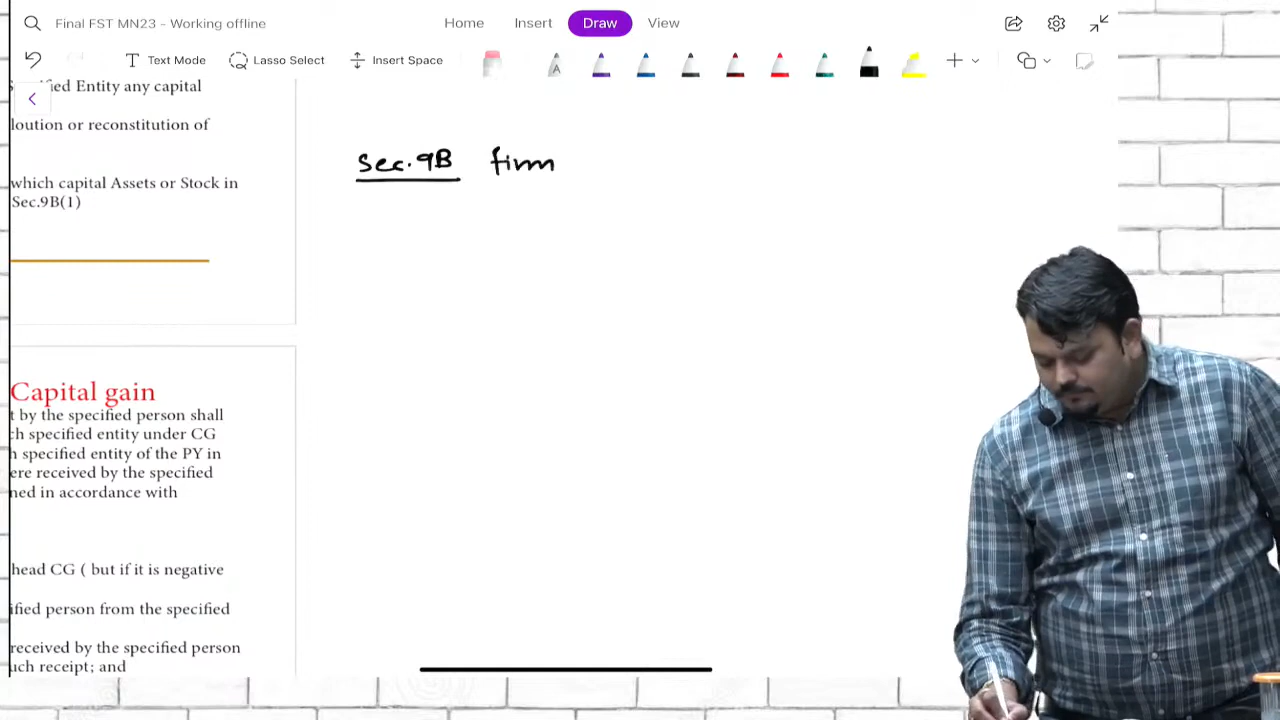 Final FST MN23 - Working offline
Home Insert Draw View
Text Mode Lasso Select Insert Space
Entity any capital
loution or reconstitution of
which capital Assets or Stock in
Sec.9B(1)
Sec.9B firm
Capital gain
t by the specified person shall
ch specified entity under CG
n specified entity of the PY in
ere received by the specified
ned in accordance with
head CG ( but if it is negative
ified person from the specified
received by the specified person
uch receipt; and